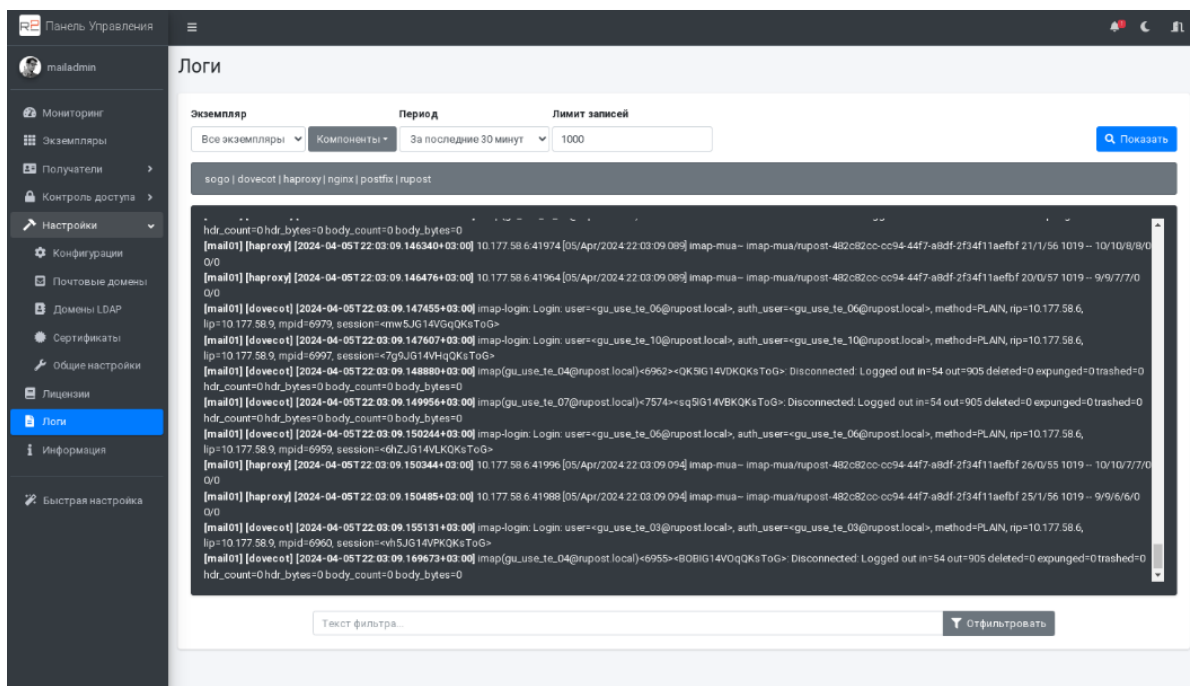 R2 Панель Управления
mailadmin
Мониторинг
Экземпляры
Получатели
Контроль доступа
Настройки
Конфигурации
Почтовые домены
Домены LDAP
Сертификаты
Общие настройки
Лицензии
Логи
Информация
Быстрая настройка
Логи
Экземпляр Период Лимит записей
Все экземпляры Компоненты За последние 30 минут 1000 Показать
sogo | dovecot | haproxy | nginx | postfix | rupost
hdr_count=0 hdr_bytes=0 body_count=0 body_bytes=0
[mail01] [haproxy] [2024-04-05T22:03:09.146340+03:00] 10.177.58.6:41974 [05/Apr/2024:22:03:09.089] imap-mua~ imap-mua/rupost-482c82cc-cc94-44f7-a8df-2f34f11aefbf 21/1/56 1019 -- 10/10/8/8/0
0/0
[mail01] [haproxy] [2024-04-05T22:03:09.146476+03:00] 10.177.58.6:41964 [05/Apr/2024:22:03:09.089] imap-mua~ imap-mua/rupost-482c82cc-cc94-44f7-a8df-2f34f11aefbf 20/0/57 1019 -- 9/9/7/7/0
0/0
[mail01] [dovecot] [2024-04-05T22:03:09.147455+03:00] imap-login: Login: user=<gu_use_te_06@rupost.local>, auth_user=<gu_use_te_06@rupost.local>, method=PLAIN, rip=10.177.58.6,
lip=10.177.58.9, mpid=6979, session=<mw5JG14VGqQKsToG>
[mail01] [dovecot] [2024-04-05T22:03:09.147607+03:00] imap-login: Login: user=<gu_use_te_10@rupost.local>, auth_user=<gu_use_te_10@rupost.local>, method=PLAIN, rip=10.177.58.6,
lip=10.177.58.9, mpid=6997, session=<7g9JG14VHqQKsToG>
[mail01] [dovecot] [2024-04-05T22:03:09.148880+03:00] imap(gu_use_te_04@rupost.local)<6962><QK5IG14VDKQKsToG>: Disconnected: Logged out in=54 out=905 deleted=0 expunged=0 trashed=0
hdr_count=0 hdr_bytes=0 body_count=0 body_bytes=0
[mail01] [dovecot] [2024-04-05T22:03:09.149956+03:00] imap(gu_use_te_07@rupost.local)<7574><sq5IG14VBKQKsToG>: Disconnected: Logged out in=54 out=905 deleted=0 expunged=0 trashed=0
hdr_count=0 hdr_bytes=0 body_count=0 body_bytes=0
[mail01] [dovecot] [2024-04-05T22:03:09.150244+03:00] imap-login: Login: user=<gu_use_te_06@rupost.local>, auth_user=<gu_use_te_06@rupost.local>, method=PLAIN, rip=10.177.58.6,
lip=10.177.58.9, mpid=6959, session=<6hZJG14VLKQKsToG>
[mail01] [haproxy] [2024-04-05T22:03:09.150344+03:00] 10.177.58.6:41996 [05/Apr/2024:22:03:09.094] imap-mua~ imap-mua/rupost-482c82cc-cc94-44f7-a8df-2f34f11aefbf 26/0/55 1019 -- 10/10/7/7/0
0/0
[mail01] [haproxy] [2024-04-05T22:03:09.150485+03:00] 10.177.58.6:41988 [05/Apr/2024:22:03:09.094] imap-mua~ imap-mua/rupost-482c82cc-cc94-44f7-a8df-2f34f11aefbf 25/1/56 1019 -- 9/9/6/6/0
0/0
[mail01] [dovecot] [2024-04-05T22:03:09.155131+03:00] imap-login: Login: user=<gu_use_te_03@rupost.local>, auth_user=<gu_use_te_03@rupost.local>, method=PLAIN, rip=10.177.58.6,
lip=10.177.58.9, mpid=6960, session=<vh5JG14VPKQKsToG>
[mail01] [dovecot] [2024-04-05T22:03:09.169673+03:00] imap(gu_use_te_04@rupost.local)<6955><BOBIG14VOqQKsToG>: Disconnected: Logged out in=54 out=905 deleted=0 expunged=0 trashed=0
hdr_count=0 hdr_bytes=0 body_count=0 body_bytes=0
Текст фильтра... Отфильтровать